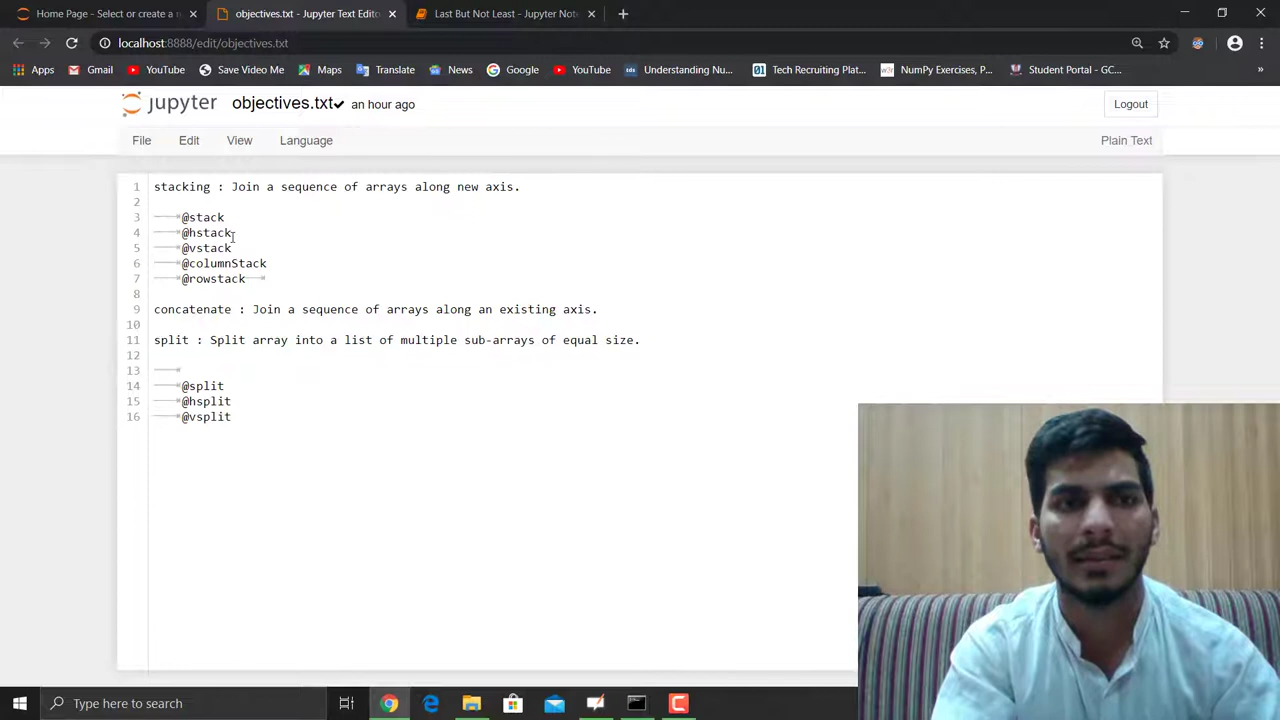 Home Page - Select or create a n
objectives.txt - Jupyter Text Edito
Last But Not Least - Jupyter Note
localhost:8888/edit/objectives.txt
Apps
Gmail
YouTube
Save Video Me
Maps
Translate
News
Google
YouTube
Understanding Nu...
Tech Recruiting Plat...
NumPy Exercises, P...
Student Portal - GC...
jupyter
objectives.txt
an hour ago
Logout
File
Edit
View
Language
Plain Text
1 stacking : Join a sequence of arrays along new axis.
2
3 @stack
4 @hstack
5 @vstack
6 @columnStack
7 @rowstack
8
9 concatenate : Join a sequence of arrays along an existing axis.
10
11 split : Split array into a list of multiple sub-arrays of equal size.
12
13
14 @split
15 @hsplit
16 @vsplit
Type here to search